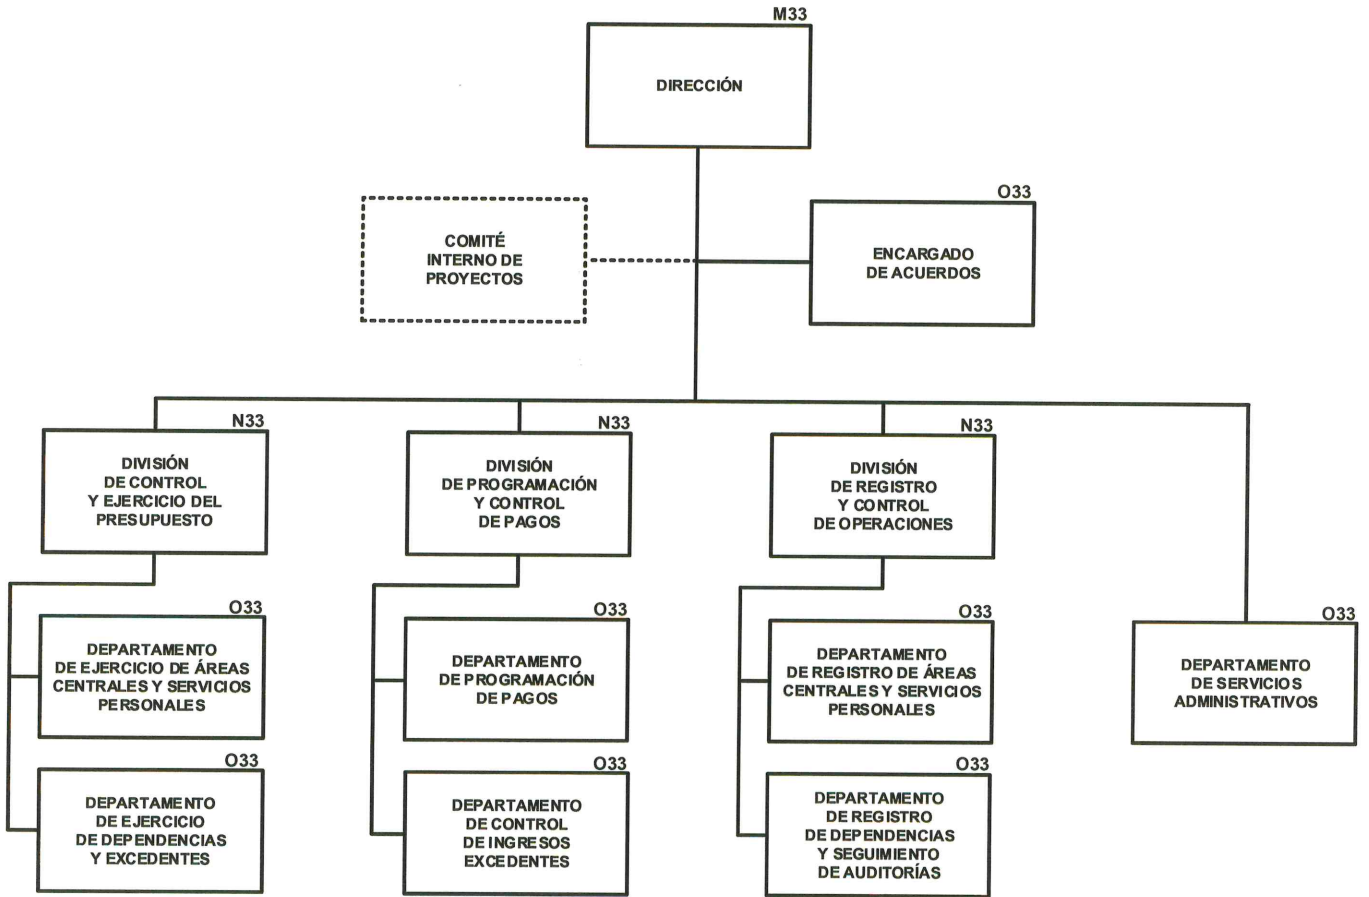 M33
DIRECCIÓN
COMITÉ
INTERNO DE
PROYECTOS
O33
ENCARGADO
DE ACUERDOS
N33
DIVISIÓN
DE CONTROL
Y EJERCICIO DEL
PRESUPUESTO
N33
DIVISIÓN
DE PROGRAMACIÓN
Y CONTROL
DE PAGOS
N33
DIVISIÓN
DE REGISTRO
Y CONTROL
DE OPERACIONES
O33
DEPARTAMENTO
DE EJERCICIO DE ÁREAS
CENTRALES Y SERVICIOS
PERSONALES
O33
DEPARTAMENTO
DE PROGRAMACIÓN
DE PAGOS
O33
DEPARTAMENTO
DE REGISTRO DE ÁREAS
CENTRALES Y SERVICIOS
PERSONALES
O33
DEPARTAMENTO
DE SERVICIOS
ADMINISTRATIVOS
O33
DEPARTAMENTO
DE EJERCICIO
DE DEPENDENCIAS
Y EXCEDENTES
O33
DEPARTAMENTO
DE CONTROL
DE INGRESOS
EXCEDENTES
O33
DEPARTAMENTO
DE REGISTRO
DE DEPENDENCIAS
Y SEGUIMIENTO
DE AUDITORÍAS